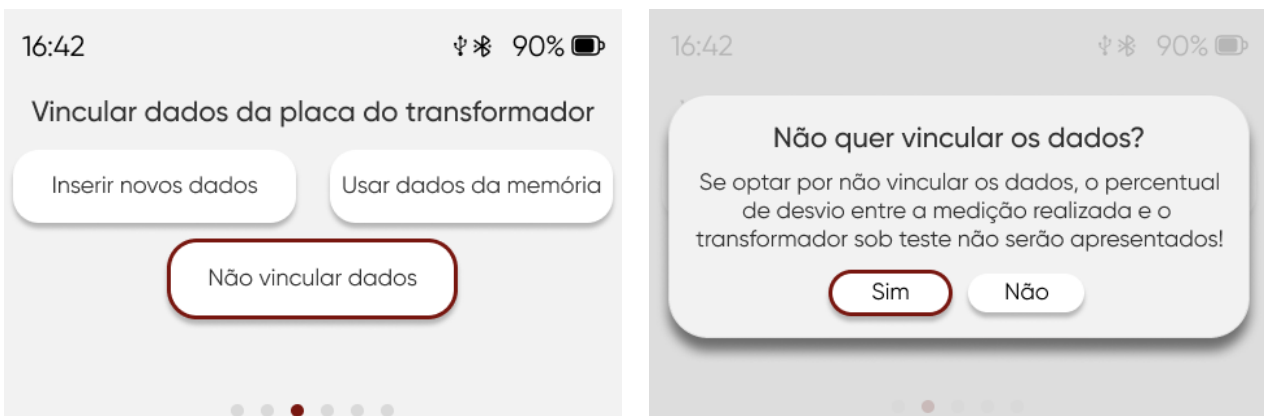 16:42 90%
Vincular dados da placa do transformador
Inserir novos dados
Usar dados da memória
Não vincular dados
16:42 90%
Não quer vincular os dados?
Se optar por não vincular os dados, o percentual
de desvio entre a medição realizada e o
transformador sob teste não serão apresentados!
Sim
Não